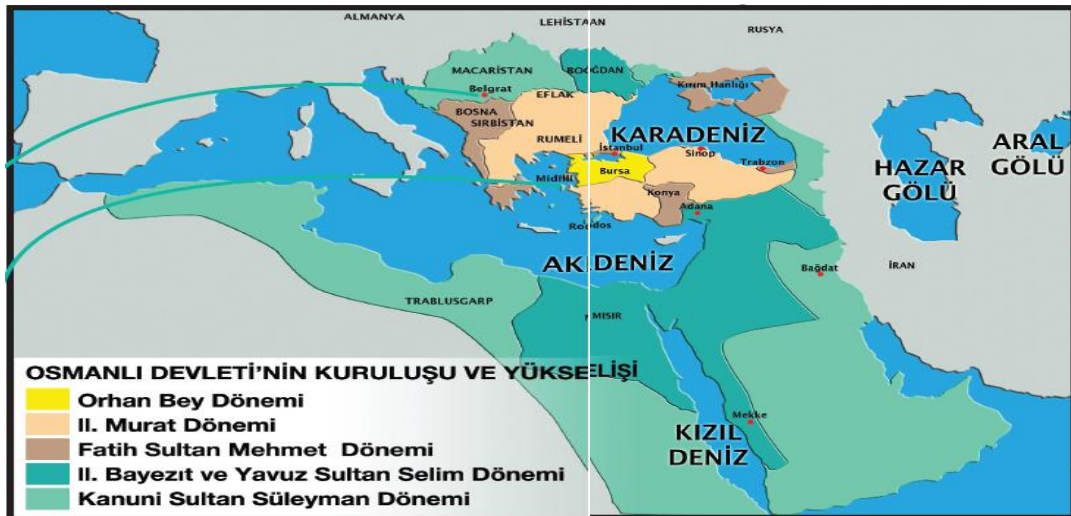 ALMANYA
LEHİSTAAN
RUSYA
MACARİSTAN
BOOĞDAN
Belgrat
EFLAK
Kırım Hanlığı
BOSNA
SIRBİSTAN
RUMELİ
KARADENİZ
ARAL
GÖLÜ
HAZAR
GÖLÜ
İstanbul
Sinop
Trabzon
Midilli
Bursa
Konya
Adana
Rodos
AKDENİZ
Bağdat
İRAN
TRABLUSGARP
MISIR
Mekke
KIZIL
DENİZ
OSMANLI DEVLETİ'NİN KURULUŞU VE YÜKSELİŞİ
Orhan Bey Dönemi
II. Murat Dönemi
Fatih Sultan Mehmet Dönemi
II. Bayezıt ve Yavuz Sultan Selim Dönemi
Kanuni Sultan Süleyman Dönemi